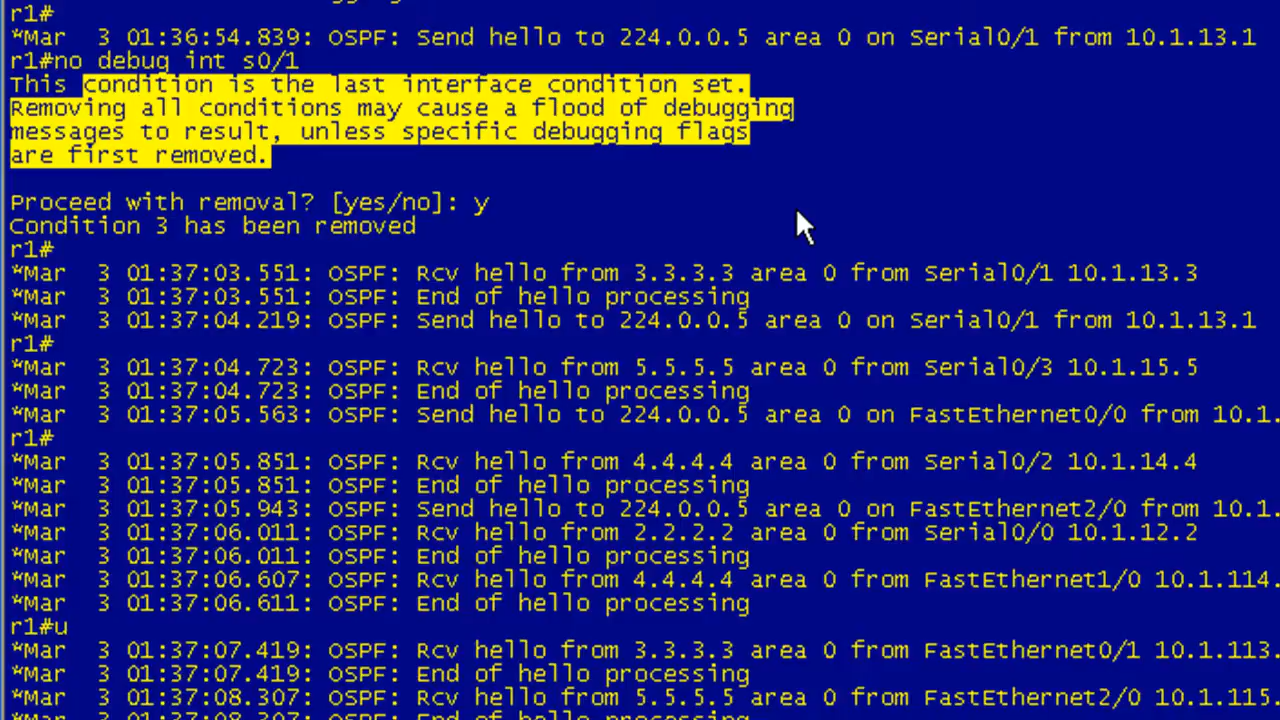 r1#
*Mar  3 01:36:54.839: OSPF: Send hello to 224.0.0.5 area 0 on Serial0/1 from 10.1.13.1
r1#no debug int s0/1
This condition is the last interface condition set.
Removing all conditions may cause a flood of debugging
messages to result, unless specific debugging flags
are first removed.
Proceed with removal? [yes/no]: y
Condition 3 has been removed
r1#
*Mar  3 01:37:03.551: OSPF: Rcv hello from 3.3.3.3 area 0 from Serial0/1 10.1.13.3
*Mar  3 01:37:03.551: OSPF: End of hello processing
*Mar  3 01:37:04.219: OSPF: Send hello to 224.0.0.5 area 0 on Serial0/1 from 10.1.13.1
r1#
*Mar  3 01:37:04.723: OSPF: Rcv hello from 5.5.5.5 area 0 from Serial0/3 10.1.15.5
*Mar  3 01:37:04.723: OSPF: End of hello processing
*Mar  3 01:37:05.563: OSPF: Send hello to 224.0.0.5 area 0 on FastEthernet0/0 from 10.1.
r1#
*Mar  3 01:37:05.851: OSPF: Rcv hello from 4.4.4.4 area 0 from Serial0/2 10.1.14.4
*Mar  3 01:37:05.851: OSPF: End of hello processing
*Mar  3 01:37:05.943: OSPF: Send hello to 224.0.0.5 area 0 on FastEthernet2/0 from 10.1.
*Mar  3 01:37:06.011: OSPF: Rcv hello from 2.2.2.2 area 0 from Serial0/0 10.1.12.2
*Mar  3 01:37:06.011: OSPF: End of hello processing
*Mar  3 01:37:06.607: OSPF: Rcv hello from 4.4.4.4 area 0 from FastEthernet1/0 10.1.114.
*Mar  3 01:37:06.611: OSPF: End of hello processing
r1#u
*Mar  3 01:37:07.419: OSPF: Rcv hello from 3.3.3.3 area 0 from FastEthernet0/1 10.1.113.
*Mar  3 01:37:07.419: OSPF: End of hello processing
*Mar  3 01:37:08.307: OSPF: Rcv hello from 5.5.5.5 area 0 from FastEthernet2/0 10.1.115.
*Mar  3 01:37:08.307: OSPF: End of hello processing